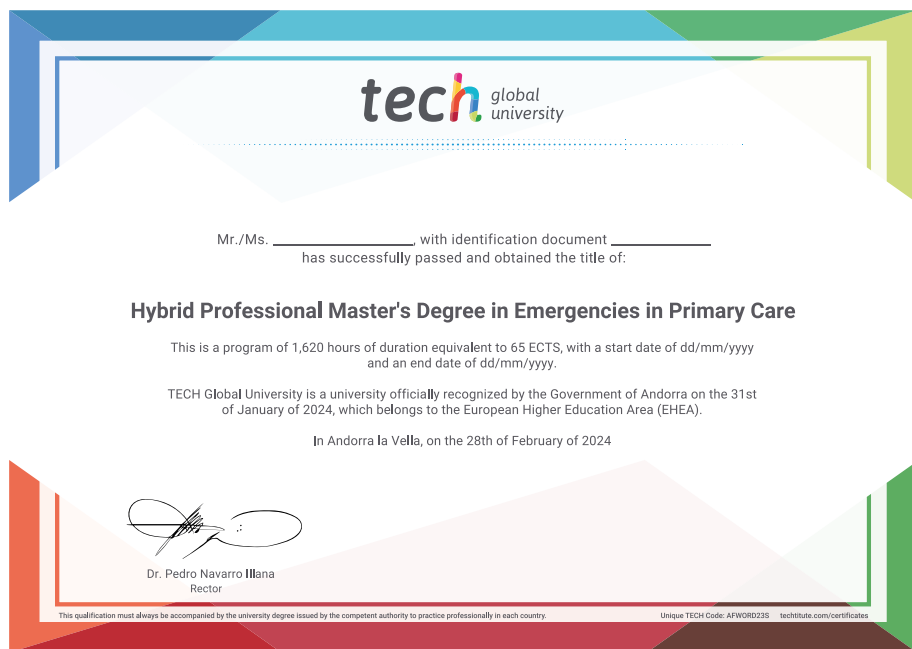 tech global
university
Mr./Ms. ____________, with identification document ____________
has successfully passed and obtained the title of:
Hybrid Professional Master's Degree in Emergencies in Primary Care
This is a program of 1,620 hours of duration equivalent to 65 ECTS, with a start date of dd/mm/yyyy
and an end date of dd/mm/yyyy.
TECH Global University is a university officially recognized by the Government of Andorra on the 31st
of January of 2024, which belongs to the European Higher Education Area (EHEA).
In Andorra la Vella, on the 28th of February of 2024
Dr. Pedro Navarro Illana
Rector
This qualification must always be accompanied by the university degree issued by the competent authority to practice professionally in each country.
Unique TECH Code: AFWORD23S techtitute.com/certificates